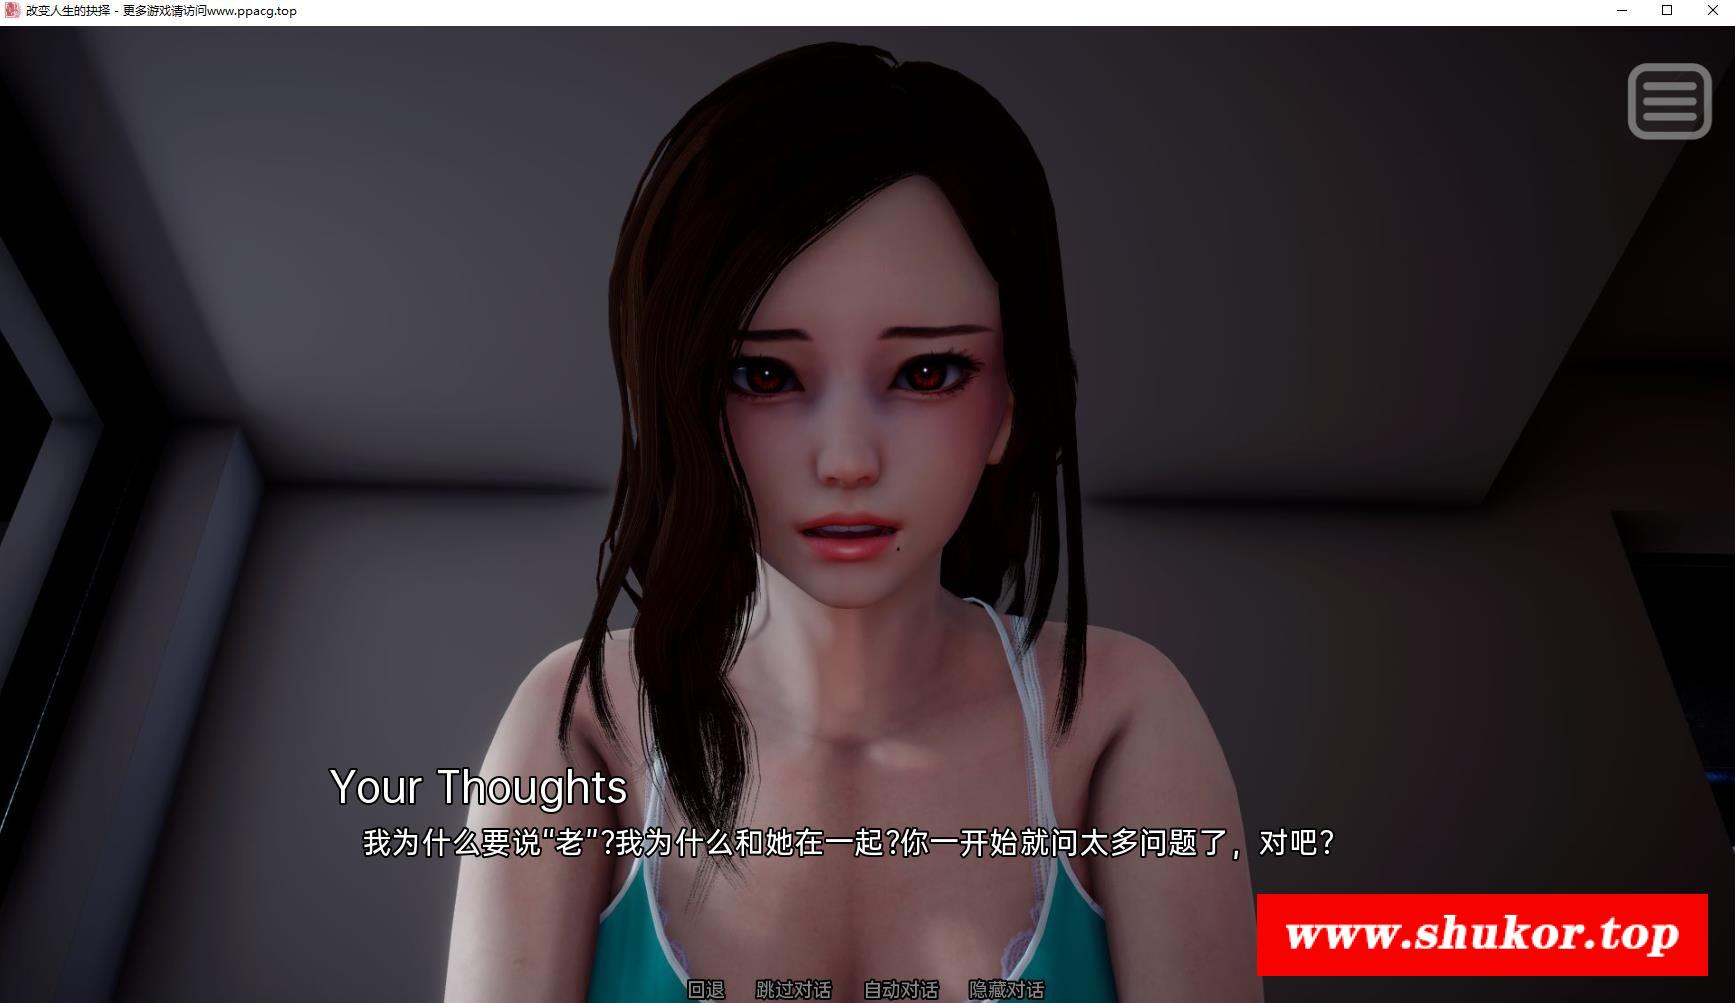 改变人生的抉择 - 更多游戏请访问www.ppacg.top
Your Thoughts
我为什么要说“老”?我为什么和她在一起?你一开始就问太多问题了，对吧?
www.shukor.top
回退 跳过对话 自动对话 隐藏对话